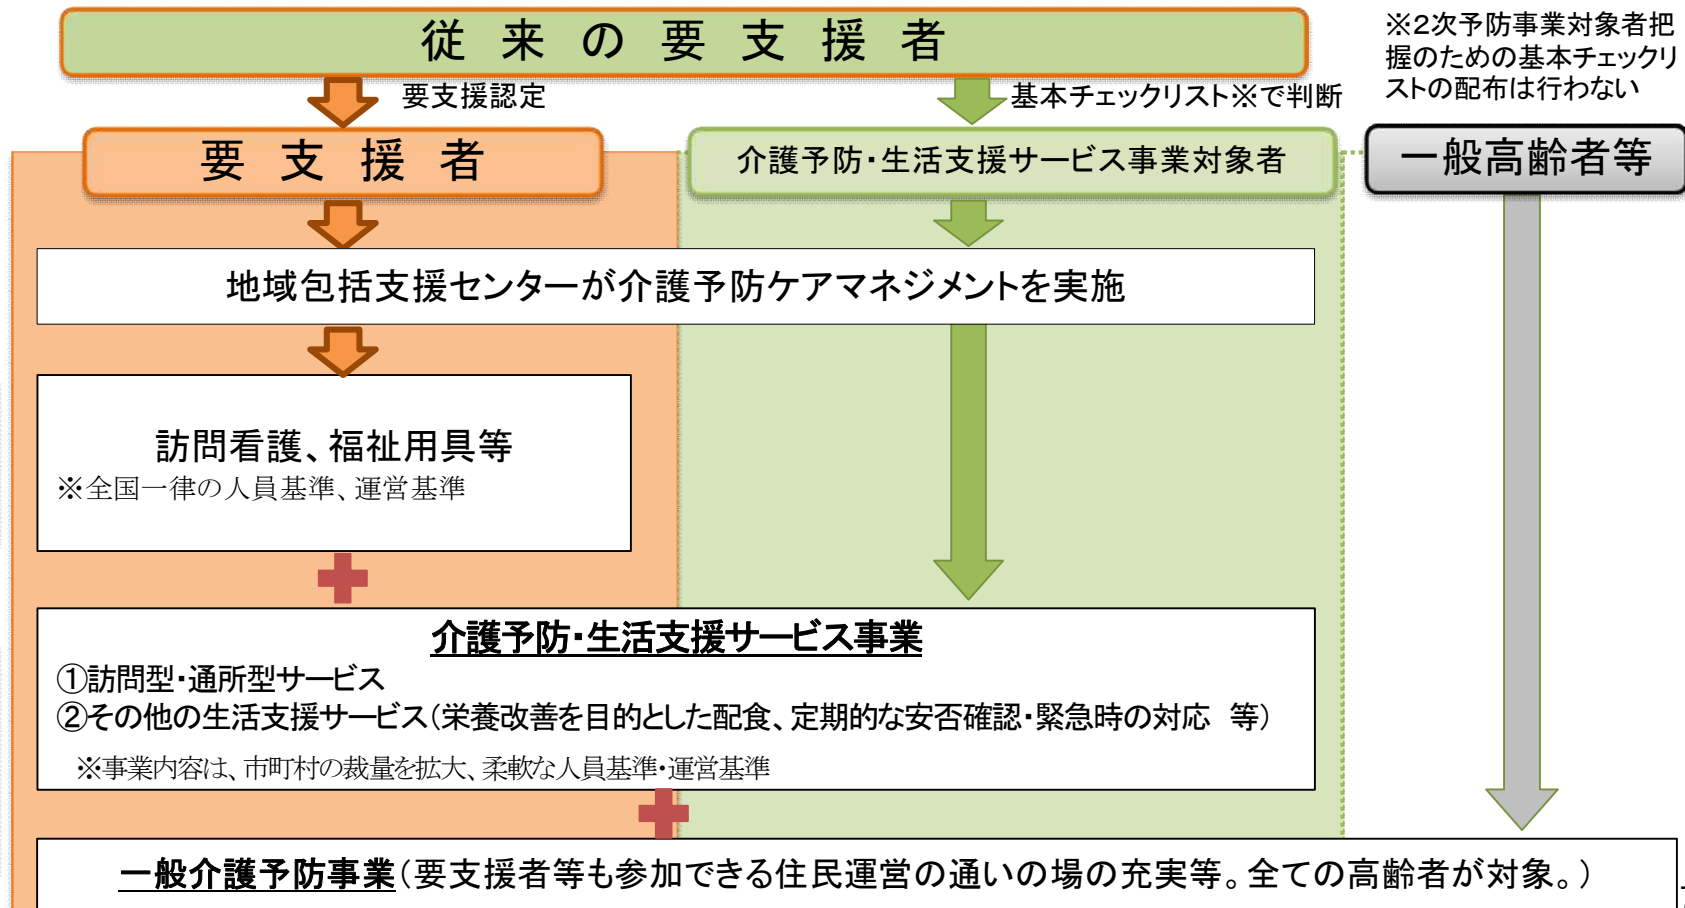 従来の要支援者
※2次予防事業対象者把
握のための基本チェックリ
ストの配布は行わない
要支援認定
基本チェックリスト※で判断
要支援者
介護予防・生活支援サービス事業対象者
一般高齢者等
地域包括支援センターが介護予防ケアマネジメントを実施
訪問看護、福祉用具等
※全国一律の人員基準、運営基準
介護予防・生活支援サービス事業
①訪問型・通所型サービス
②その他の生活支援サービス（栄養改善を目的とした配食、定期的な安否確認・緊急時の対応　等）
※事業内容は、市町村の裁量を拡大、柔軟な人員基準・運営基準
一般介護予防事業（要支援者等も参加できる住民運営の通いの場の充実等。全ての高齢者が対象。）